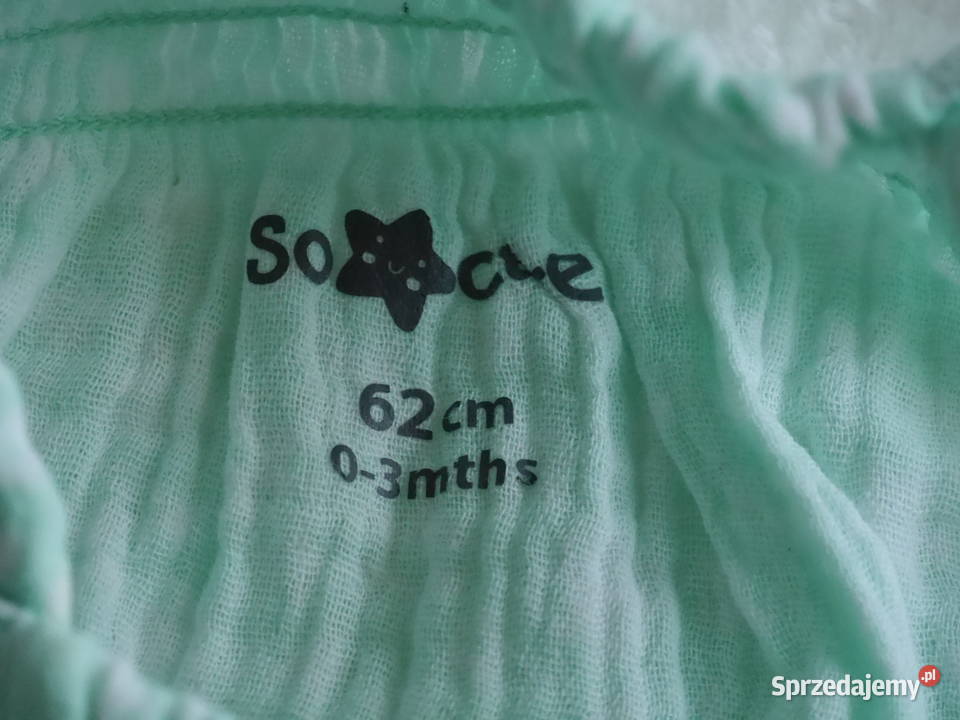 So cute
62cm
0-3mths
Sprzedajemy.pl